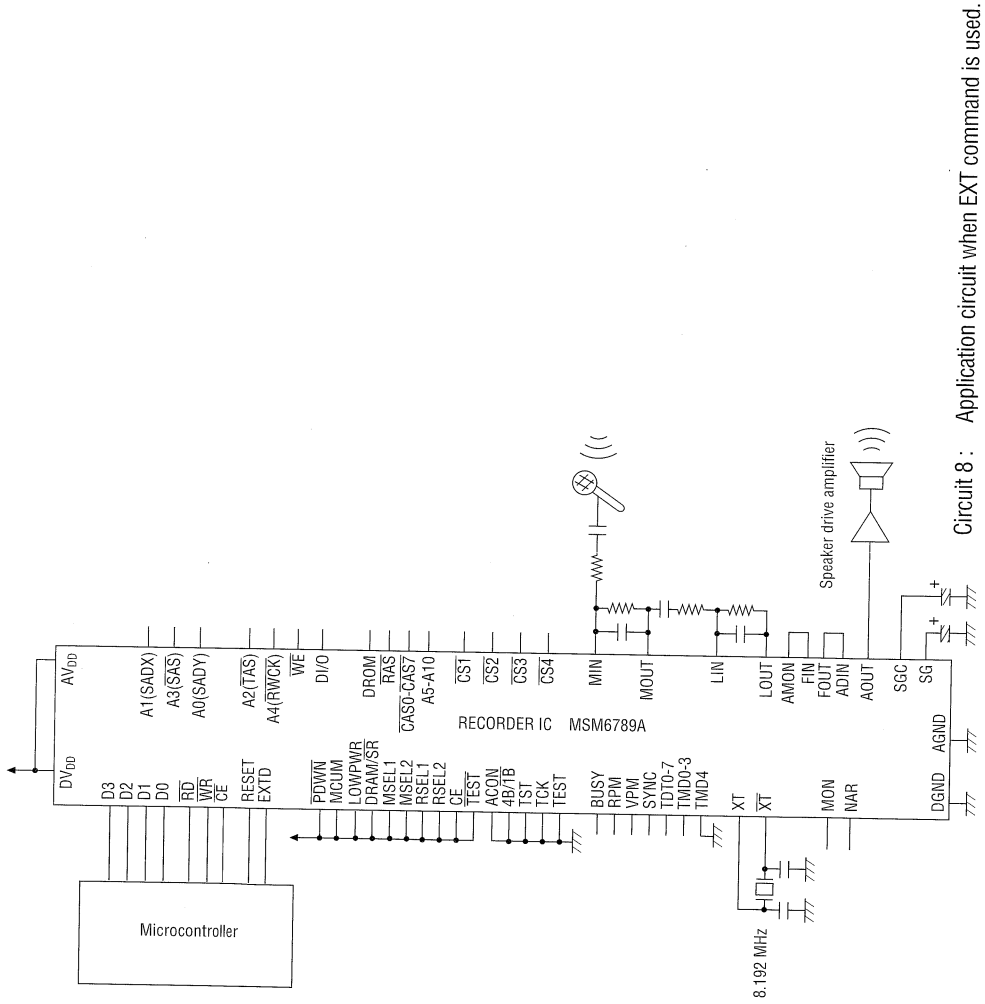 Circuit 8 : Application circuit when EXT command is used.
Microcontroller
8.192 MHz
Speaker drive amplifier
RECORDER IC MSM6789A
DVDD
AVDD
D3
D2
D1
D0
RD
WR
CE
RESET
EXTD
PDWN
MCUM
LOWPWR
DRAM/SR
MSEL1
MSEL2
RSEL1
RSEL2
CE
TEST
ACON
4B/1B
TST
TCK
TEST
BUSY
RPM
VPM
SYNC
TDT0-7
TMD0-3
TMD4
XT
XT
MON
NAR
DGND
AGND
A1(SADX)
A3(SAS)
A0(SADY)
A2(TAS)
A4(RWCK)
WE
DI/O
DROM
RAS
CAS0-CAS7
A5-A10
CS1
CS2
CS3
CS4
MIN
MOUT
LIN
LOUT
AMON
FIN
FOUT
ADIN
AOUT
SGC
SG
+
+